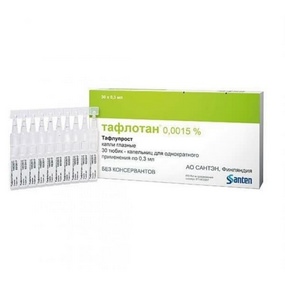 30 x 0,3 мл
тафлотан® 0,0015 %
Тафлупрост
капли глазные
30 тюбик - капельниц для однократного
применения по 0,3 мл
АО САНТЭН, Финляндия
БЕЗ КОНСЕРВАНТОВ
Santen